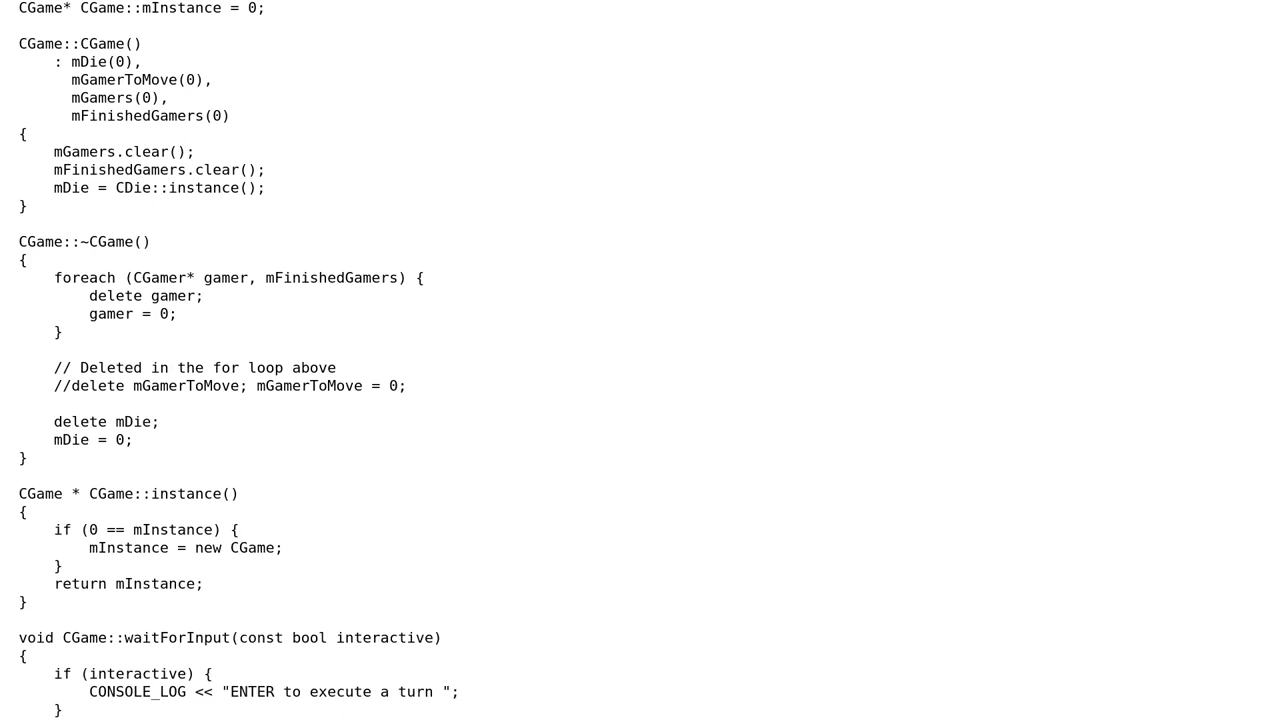 CGame* CGame::mInstance = 0;

CGame::CGame()
    : mDie(0),
      mGamerToMove(0),
      mGamers(0),
      mFinishedGamers(0)
{
    mGamers.clear();
    mFinishedGamers.clear();
    mDie = CDie::instance();
}

CGame::~CGame()
{
    foreach (CGamer* gamer, mFinishedGamers) {
        delete gamer;
        gamer = 0;
    }

    // Deleted in the for loop above
    //delete mGamerToMove; mGamerToMove = 0;

    delete mDie;
    mDie = 0;
}

CGame * CGame::instance()
{
    if (0 == mInstance) {
        mInstance = new CGame;
    }
    return mInstance;
}

void CGame::waitForInput(const bool interactive)
{
    if (interactive) {
        CONSOLE_LOG << "ENTER to execute a turn ";
    }